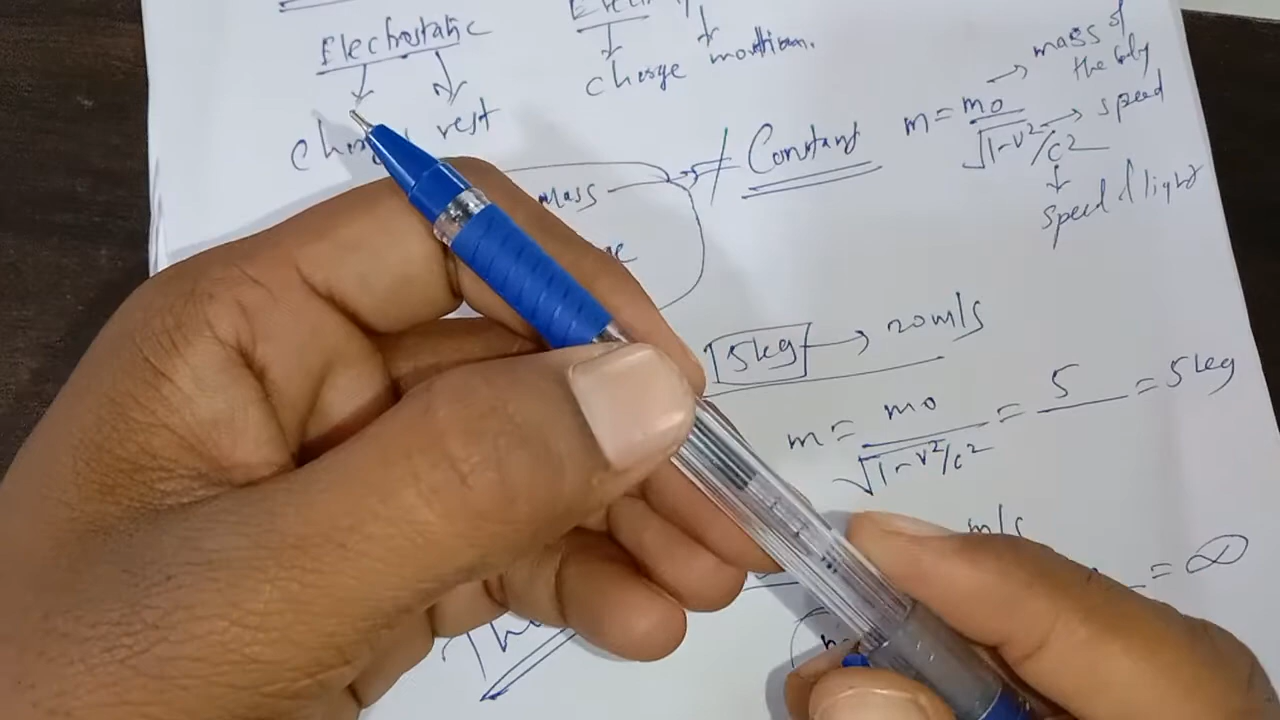 Electrostatic
charge motion.
rest
mass
Constant
m = mo/√1-v²/c²
mass of the body
speed
speed of light
5kg → 20m/s
m = mo/√1-v²/c² = 5 = 5kg
m/s
= ∞